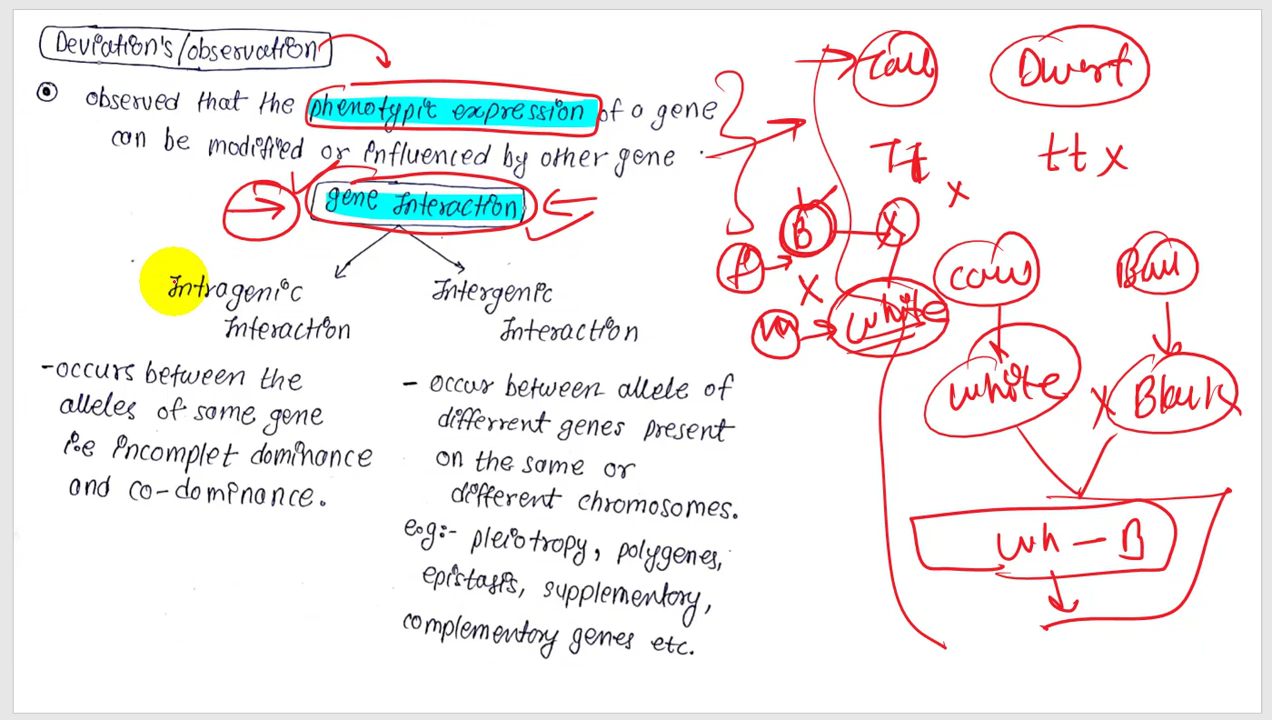 Deviation's/observation
observed that the phenotypic expression of a gene
can be modified or influenced by other gene .
gene interaction
Intragenic
Interaction
Intergenic
Interaction
-occurs between the
alleles of same gene
i.e incomplet dominance
and co-dominance.
- occur between allele of
differrent genes present
on the same or
different chromosomes.
e.g:- pleiotropy, polygenes,
epistasis, supplementory,
complementory genes etc.
Tall
Dwarf
Tt
tt x
x
B
X
white
cow
Bull
white x Black
wh - B